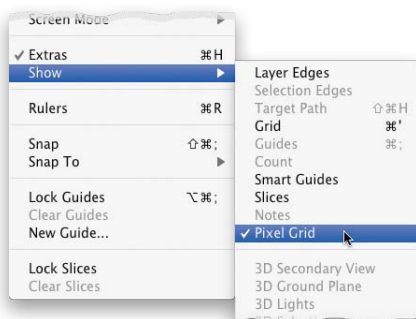 Screen Mode
✓ Extras ⌘H
Show
Rulers ⌘R
Snap ⇧⌘;
Snap To
Lock Guides ⌥⌘;
Clear Guides
New Guide...
Lock Slices
Clear Slices
Layer Edges
Selection Edges
Target Path ⇧⌘H
Grid ⌘'
Guides ⌘;
Count
Smart Guides
Slices
Notes
✓ Pixel Grid
3D Secondary View
3D Ground Plane
3D Lights